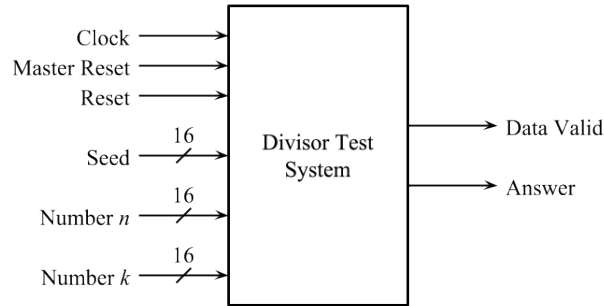 Clock
Master Reset
Reset
16
Seed
16
Number n
16
Number k
Divisor Test
System
Data Valid
Answer